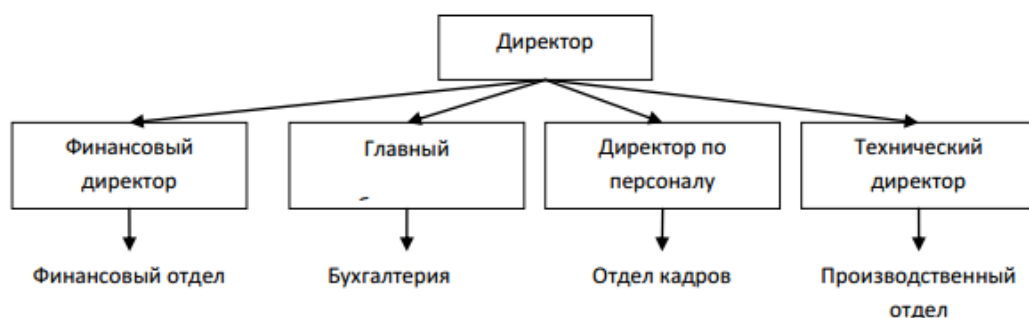 Директор
Финансовый
директор
Главный
Директор по
персоналу
Технический
директор
Финансовый отдел
Бухгалтерия
Отдел кадров
Производственный
отдел